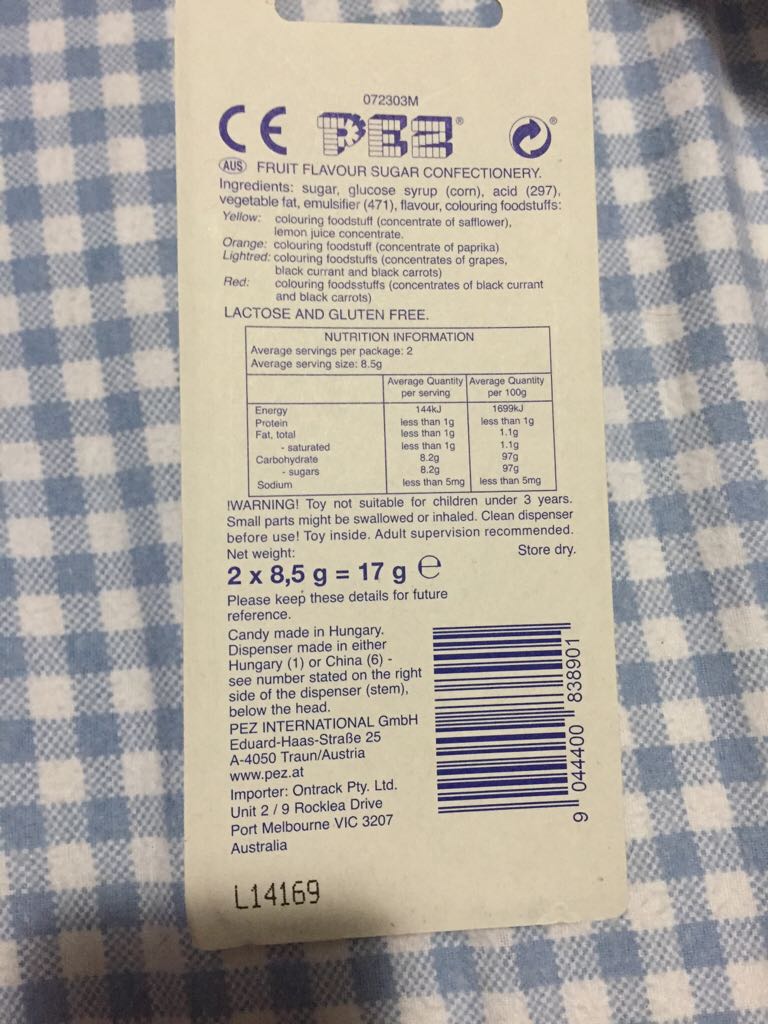 072303M
CE PEZ® ®
AUS FRUIT FLAVOUR SUGAR CONFECTIONERY.
Ingredients: sugar, glucose syrup (corn), acid (297),
vegetable fat, emulsifier (471), flavour, colouring foodstuffs:
Yellow: colouring foodstuff (concentrate of safflower),
lemon juice concentrate.
Orange: colouring foodstuff (concentrate of paprika)
Lightred: colouring foodstuffs (concentrates of grapes,
black currant and black carrots)
Red: colouring foodsstuffs (concentrates of black currant
and black carrots)
LACTOSE AND GLUTEN FREE.
NUTRITION INFORMATION
Average servings per package: 2
Average serving size: 8.5g
Average Quantity per serving Average Quantity per 100g
Energy 144kJ 1699kJ
Protein less than 1g less than 1g
Fat, total less than 1g 1.1g
- saturated less than 1g 1.1g
Carbohydrate 8.2g 97g
- sugars 8.2g 97g
Sodium less than 5mg less than 5mg
!WARNING! Toy not suitable for children under 3 years.
Small parts might be swallowed or inhaled. Clean dispenser
before use! Toy inside. Adult supervision recommended.
Net weight: Store dry.
2 x 8,5 g = 17 g ℮
Please keep these details for future
reference.
Candy made in Hungary.
Dispenser made in either
Hungary (1) or China (6) -
see number stated on the right
side of the dispenser (stem),
below the head.
PEZ INTERNATIONAL GmbH
Eduard-Haas-Straße 25
A-4050 Traun/Austria
www.pez.at
Importer: Ontrack Pty. Ltd.
Unit 2 / 9 Rocklea Drive
Port Melbourne VIC 3207
Australia
9 044400 838901
L14169